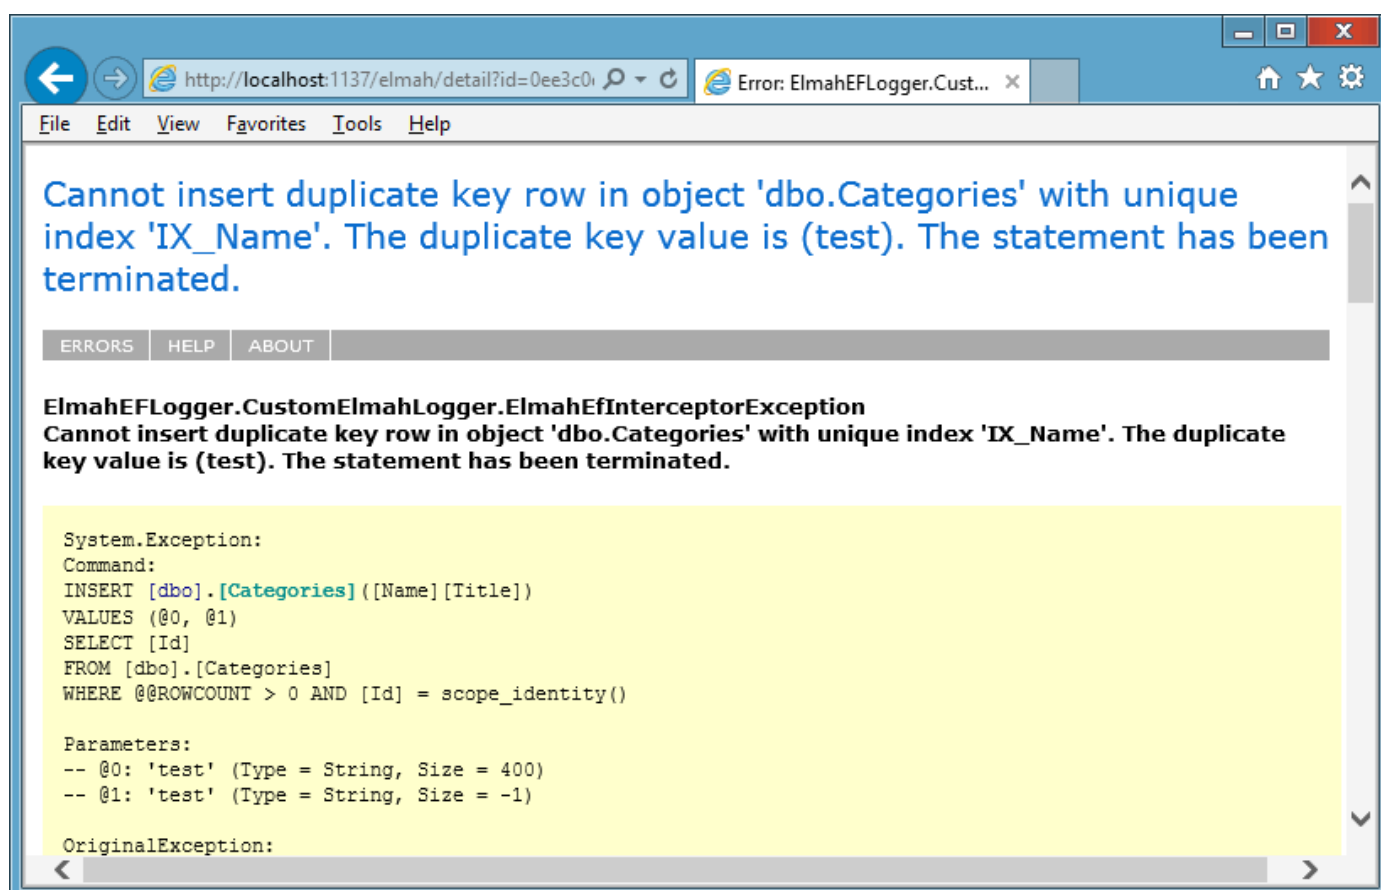 http://localhost:1137/elmah/detail?id=0ee3c0
Error: ElmahEFLogger.Cust...
File Edit View Favorites Tools Help
Cannot insert duplicate key row in object 'dbo.Categories' with unique
index 'IX_Name'. The duplicate key value is (test). The statement has been
terminated.
ERRORS HELP ABOUT
ElmahEFLogger.CustomElmahLogger.ElmahEfInterceptorException
Cannot insert duplicate key row in object 'dbo.Categories' with unique index 'IX_Name'. The duplicate
key value is (test). The statement has been terminated.
System.Exception:
Command:
INSERT [dbo].[Categories]([Name][Title])
VALUES (@0, @1)
SELECT [Id]
FROM [dbo].[Categories]
WHERE @@ROWCOUNT > 0 AND [Id] = scope_identity()
Parameters:
-- @0: 'test' (Type = String, Size = 400)
-- @1: 'test' (Type = String, Size = -1)
OriginalException: